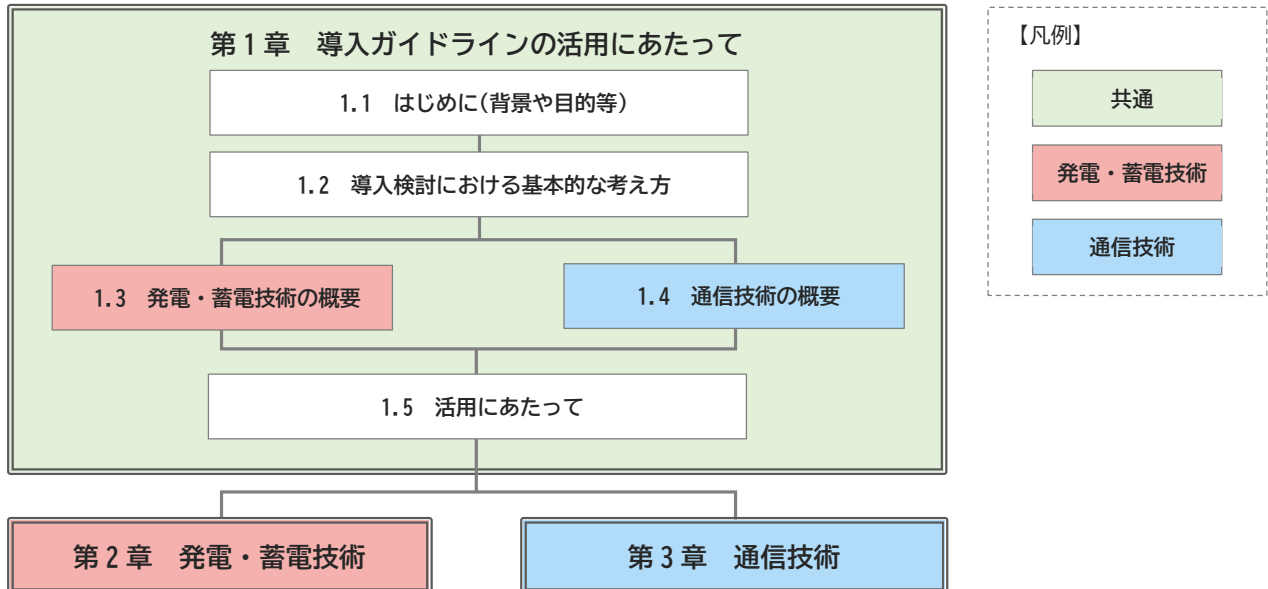 第1章　導入ガイドラインの活用にあたって
1.1　はじめに(背景や目的等)
1.2　導入検討における基本的な考え方
1.3　発電・蓄電技術の概要
1.4　通信技術の概要
1.5　活用にあたって
第2章　発電・蓄電技術
第3章　通信技術
【凡例】
共通
発電・蓄電技術
通信技術